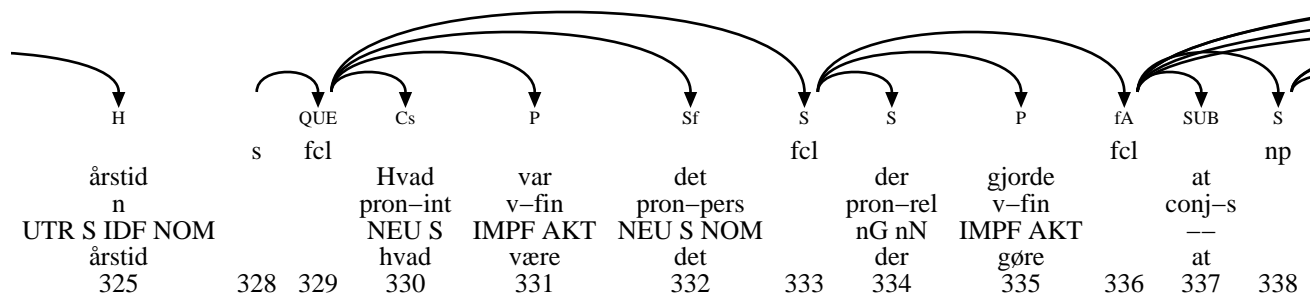 H QUE Cs P Sf S S P fA SUB S
s fcl fcl fcl np
årstid Hvad var det der gjorde at
n pron−int v−fin pron−pers pron−rel v−fin conj−s
UTR S IDF NOM NEU S IMPF AKT NEU S NOM nG nN IMPF AKT −−
årstid hvad være det der gøre at
325 328 329 330 331 332 333 334 335 336 337 338